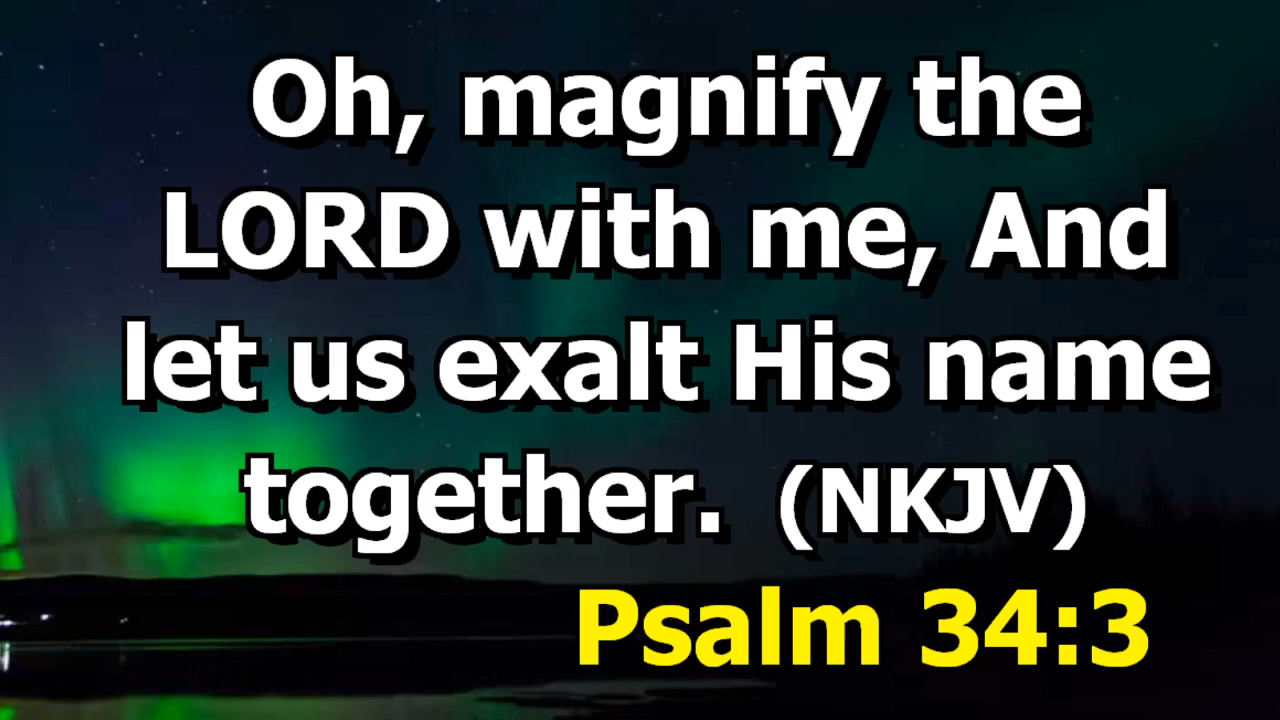 Oh, magnify the
LORD with me, And
let us exalt His name
together. (NKJV)
Psalm 34:3